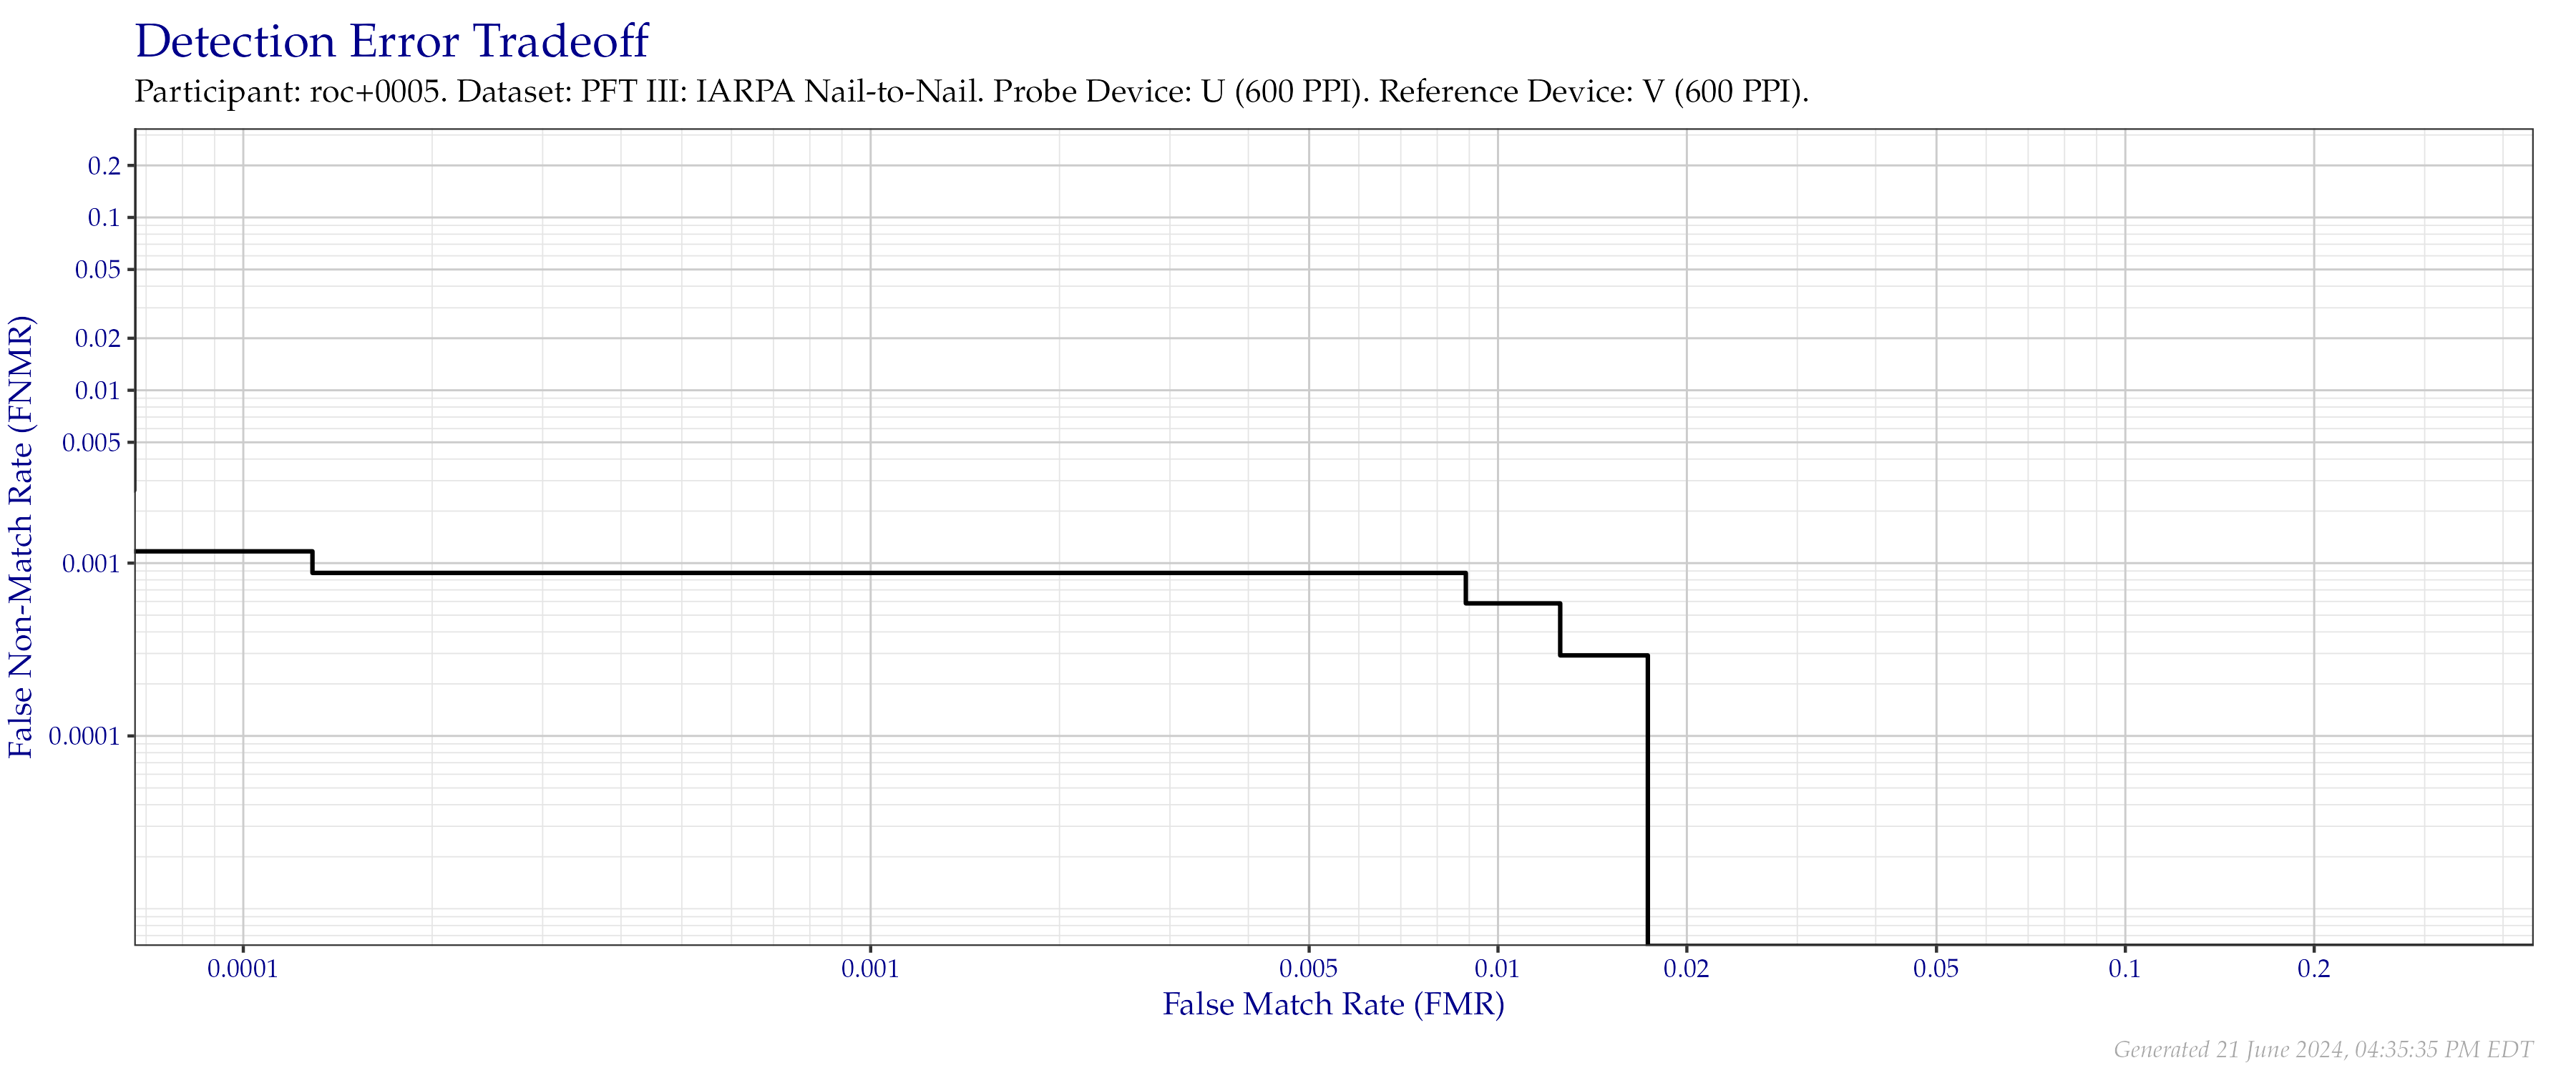 Detection Error Tradeoff
Participant: roc+0005. Dataset: PFT III: IARPA Nail-to-Nail. Probe Device: U (600 PPI). Reference Device: V (600 PPI).
False Non-Match Rate (FNMR)
0.2
0.1
0.05
0.02
0.01
0.005
0.001
0.0001
0.0001 0.001 0.005 0.01 0.02 0.05 0.1 0.2
False Match Rate (FMR)
Generated 21 June 2024, 04:35:35 PM EDT